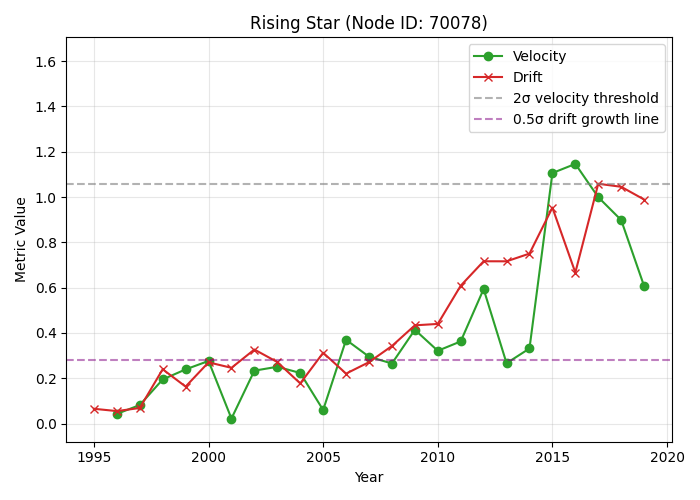 Rising Star (Node ID: 70078)
Velocity
Drift
2σ velocity threshold
0.5σ drift growth line
Metric Value
1.6
1.4
1.2
1.0
0.8
0.6
0.4
0.2
0.0
1995
2000
2005
2010
2015
2020
Year